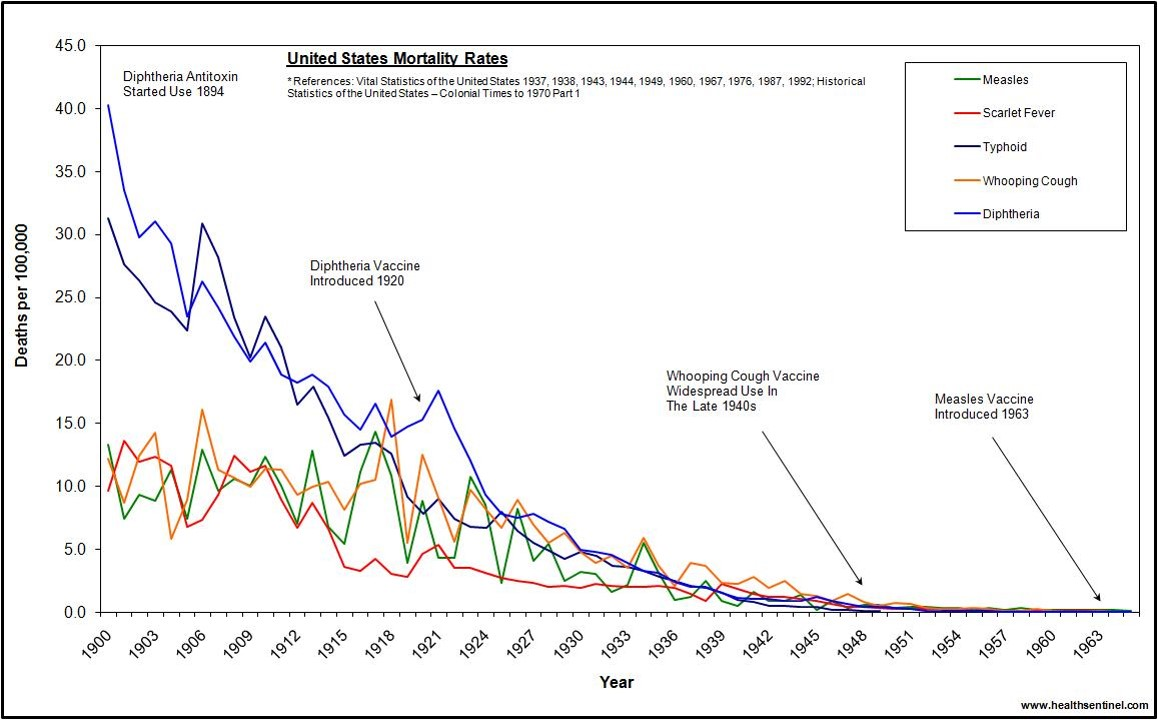 United States Mortality Rates
* References: Vital Statistics of the United States 1937, 1938, 1943, 1944, 1949, 1960, 1967, 1976, 1987, 1992; Historical
Statistics of the United States – Colonial Times to 1970 Part 1
Diphtheria Antitoxin
Started Use 1894
Measles
Scarlet Fever
Typhoid
Whooping Cough
Diphtheria
Diphtheria Vaccine
Introduced 1920
Whooping Cough Vaccine
Widespread Use In
The Late 1940s
Measles Vaccine
Introduced 1963
Deaths per 100,000
45.0
40.0
35.0
30.0
25.0
20.0
15.0
10.0
5.0
0.0
1900
1903
1906
1909
1912
1915
1918
1921
1924
1927
1930
1933
1936
1939
1942
1945
1948
1951
1954
1957
1960
1963
Year
www.healthsentinel.com